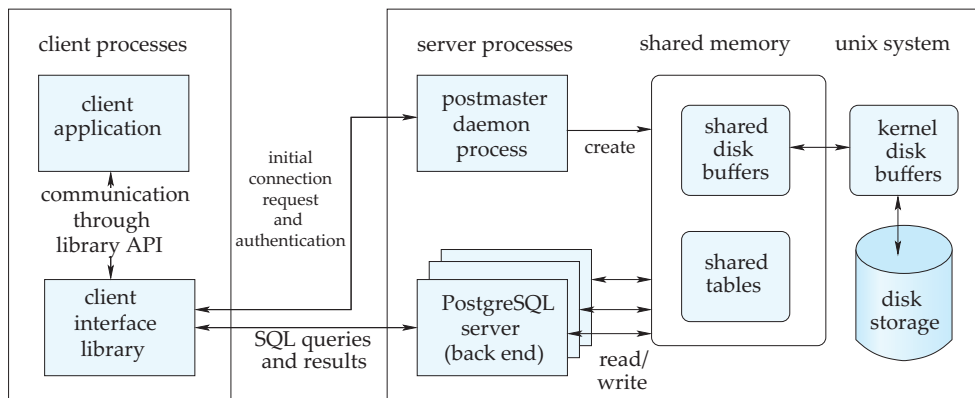 client processes
client
application
communication
through
library API
client
interface
library
initial
connection
request
and
authentication
SQL queries
and results
server processes
postmaster
daemon
process
create
PostgreSQL
server
(back end)
read/
write
shared memory
shared
disk
buffers
shared
tables
unix system
kernel
disk
buffers
disk
storage